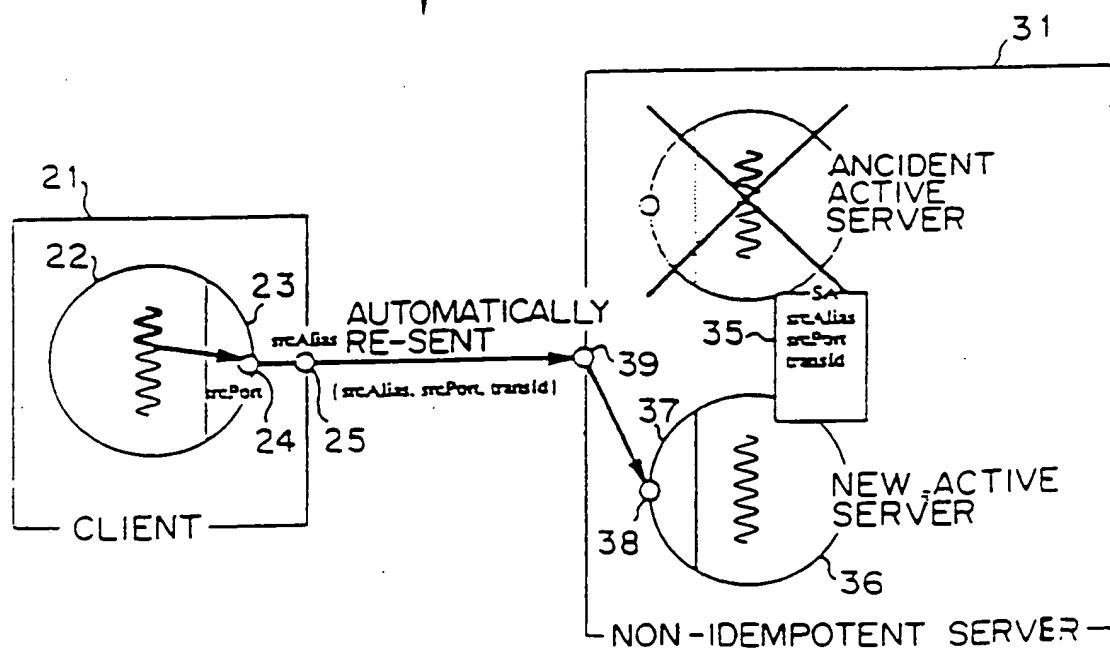 31
21
22
23
24
25
CLIENT
srcPort
srcAlias
AUTOMATICALLY
RE-SENT
(srcAlias, srcPort, transid)
39
ANCIDENT
ACTIVE
SERVER
35
SA
srcAlias
srcPort
transid
37
38
NEW-ACTIVE
SERVER
36
NON-IDEMPOTENT SERVER